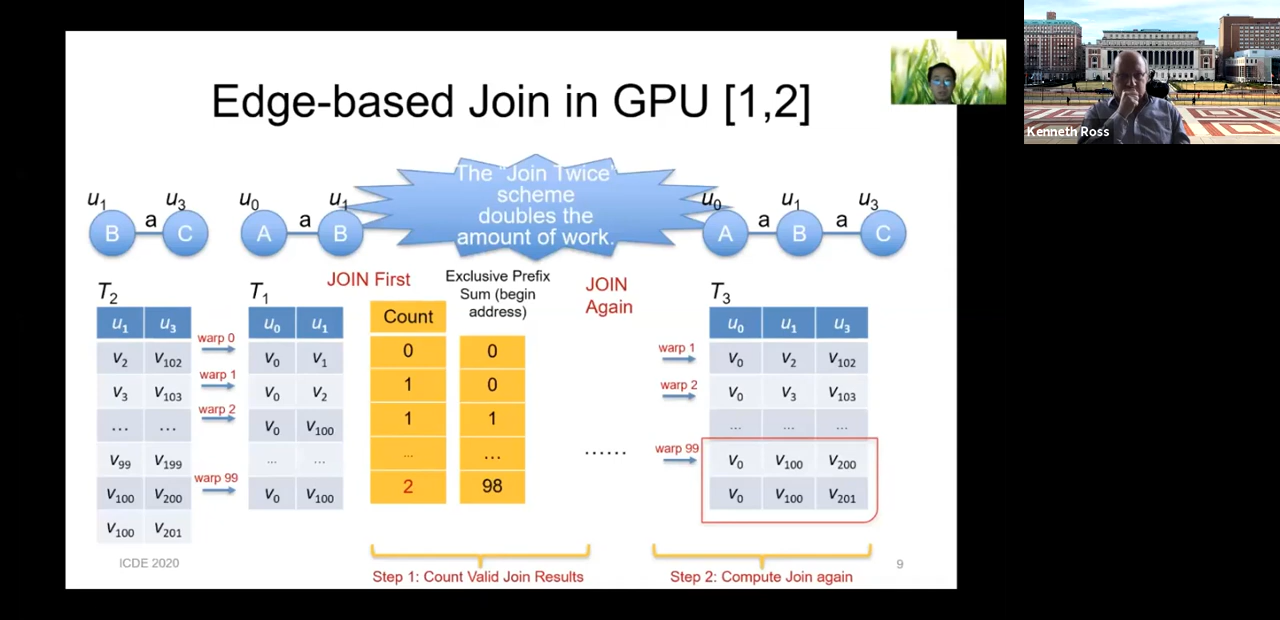 Edge-based Join in GPU [1,2]
Kenneth Ross
The "Join Twice"
scheme
doubles the
amount of work.
u1 u3 u0 u1 u0 u1 u3
B a C A a B A a B a C
JOIN First
Exclusive Prefix
Sum (begin
address)
JOIN
Again
T2 T1 T3
Count
u1 u3 u0 u1 u0 u1 u3
warp 0
v2 v102 v0 v1 0 0 warp 1 v0 v2 v102
warp 1
v3 v103 v0 v2 1 0 warp 2 v0 v3 v103
warp 2
... ... v0 v100 1 1 ... ... ...
v99 v199 ... ... ... ... ...... warp 99 v0 v100 v200
warp 99
v100 v200 v0 v100 2 98 v0 v100 v201
v100 v201
ICDE 2020
9
Step 1: Count Valid Join Results
Step 2: Compute Join again